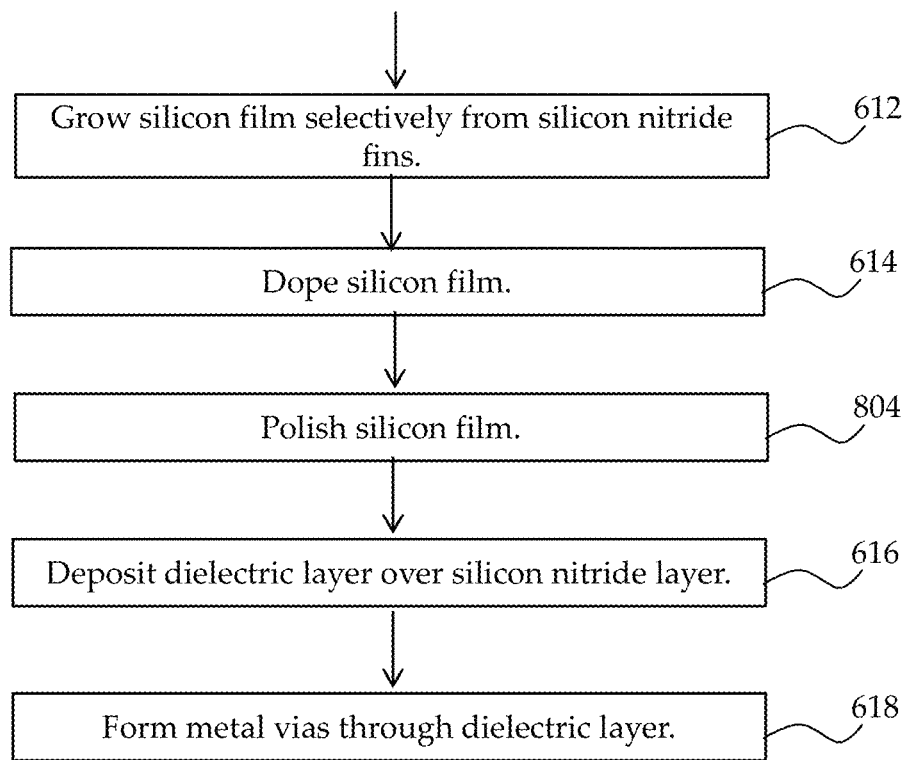 Grow silicon film selectively from silicon nitride
fins.
612
Dope silicon film.
614
Polish silicon film.
804
Deposit dielectric layer over silicon nitride layer.
616
Form metal vias through dielectric layer.
618